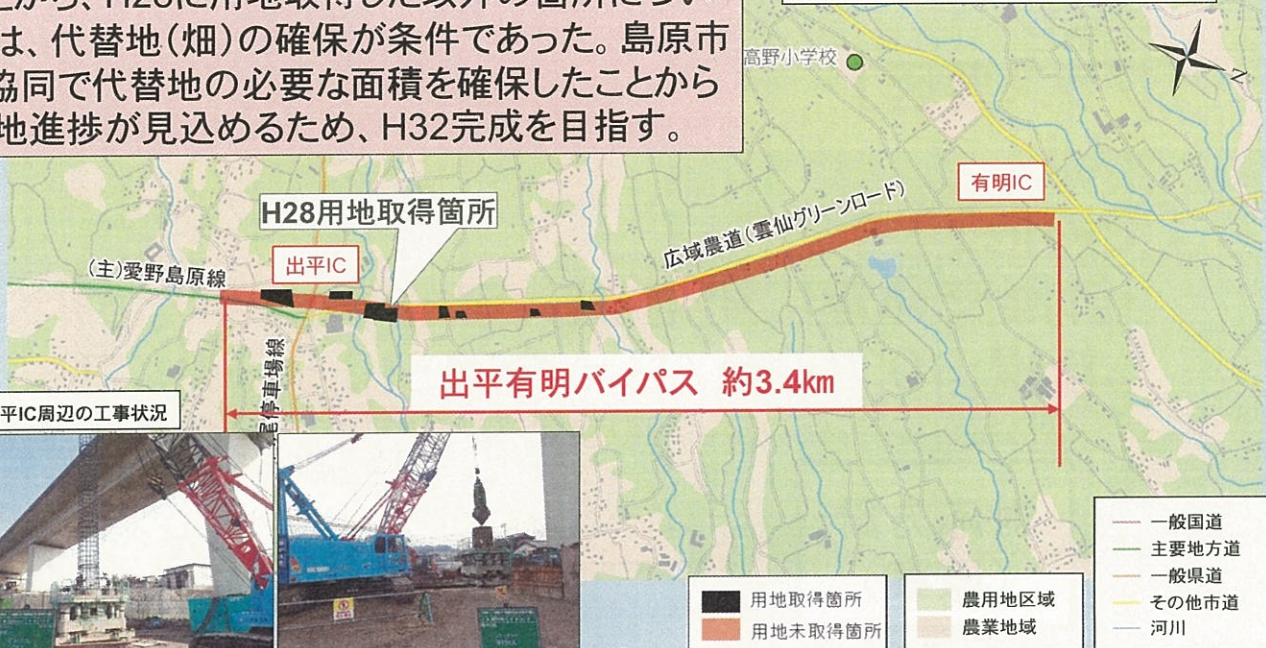 は、代替地(畑)の確保が条件であった。島原市
協同で代替地の必要な面積を確保したことから
地進捗が見込めるため、H32完成を目指す。
高野小学校
N
有明IC
H28用地取得箇所
広域農道(雲仙グリーンロード)
出平IC
(主)愛野島原線
尾停車場線
出平有明バイパス 約3.4km
平IC周辺の工事状況
用地取得箇所
用地未取得箇所
農用地区域
農業地域
一般国道
主要地方道
一般県道
その他市道
河川